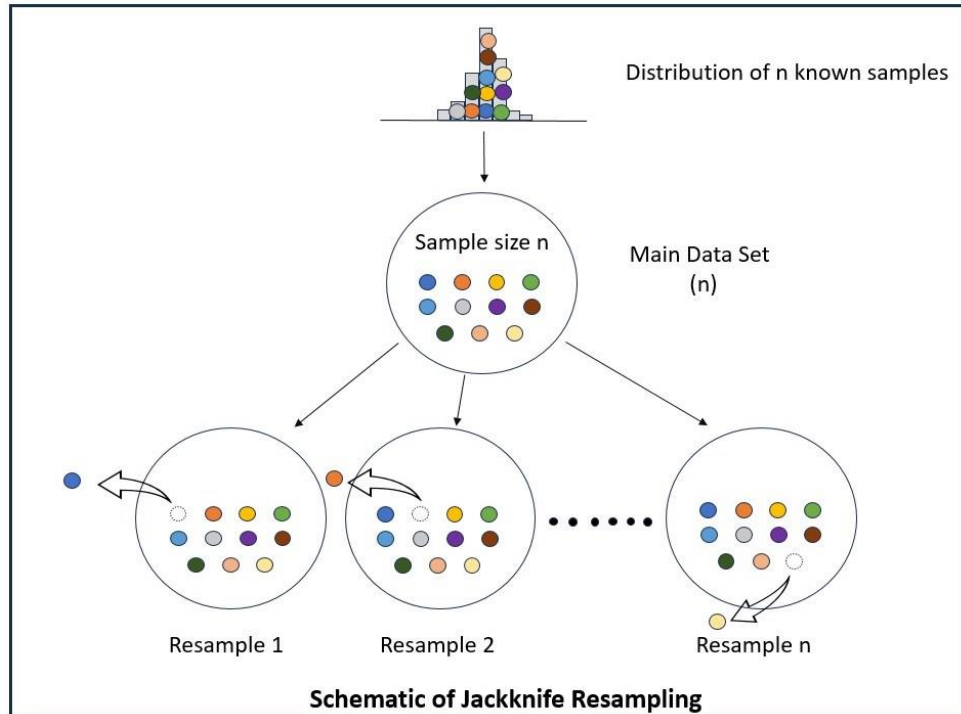 Distribution of n known samples
Sample size n
Main Data Set
(n)
Resample 1
Resample 2
Resample n
Schematic of Jackknife Resampling